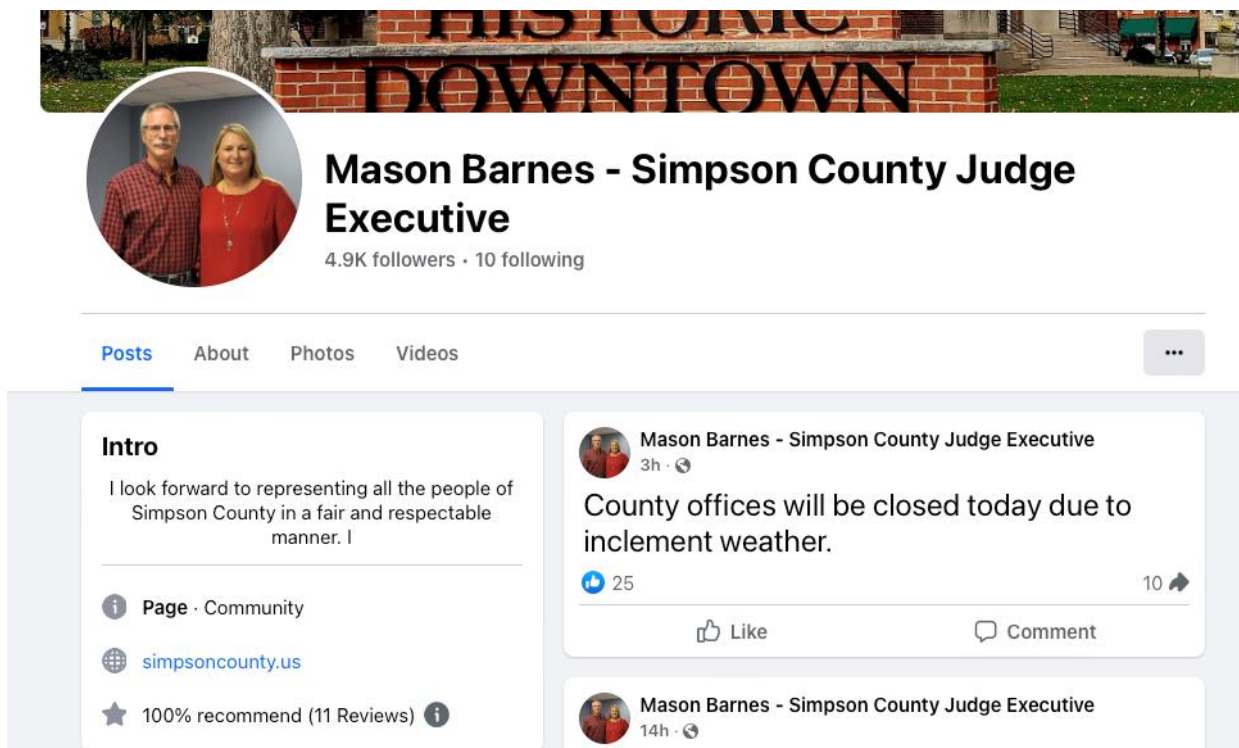 HISTORIC
DOWNTOWN
Mason Barnes - Simpson County Judge
Executive
4.9K followers · 10 following
Posts
About
Photos
Videos
Intro
I look forward to representing all the people of
Simpson County in a fair and respectable
manner. I
Page · Community
simpsoncounty.us
100% recommend (11 Reviews)
Mason Barnes - Simpson County Judge Executive
3h ·
County offices will be closed today due to
inclement weather.
25
10
Like
Comment
Mason Barnes - Simpson County Judge Executive
14h ·